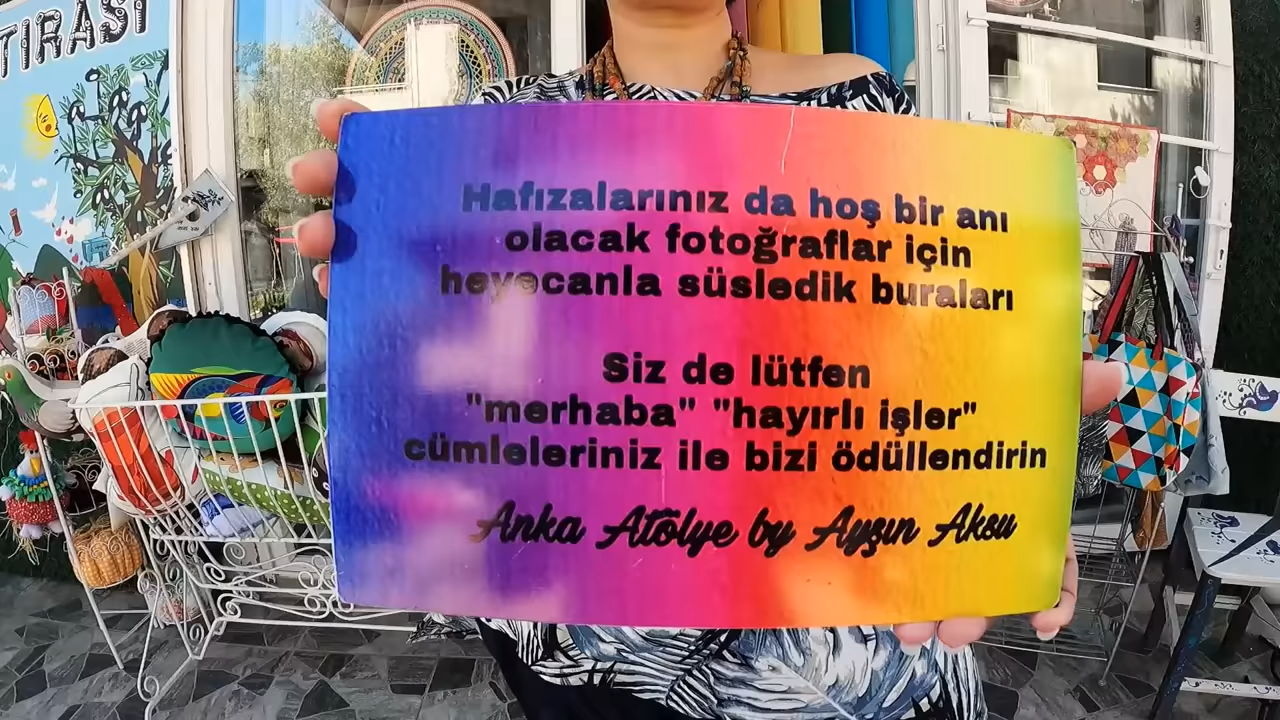 TIRASI
Hafızalarınız da hoş bir anı
olacak fotoğraflar için
heyecanla süsledik buraları
Siz de lütfen
"merhaba" "hayırlı işler"
cümleleriniz ile bizi ödüllendirin
Anka Atölye by Ayşın Aksu